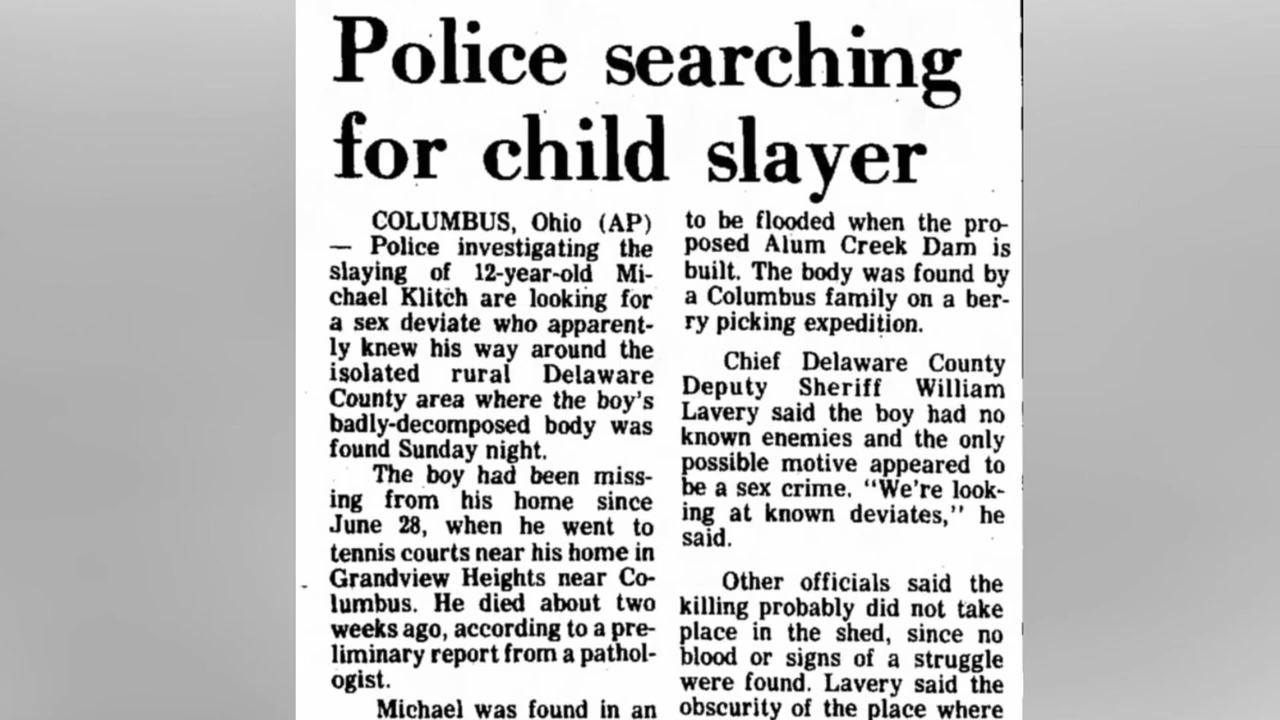 Police searching
for child slayer
COLUMBUS, Ohio (AP)
— Police investigating the
slaying of 12-year-old Mi-
chael Klitch are looking for
a sex deviate who apparent-
ly knew his way around the
isolated rural Delaware
County area where the boy's
badly-decomposed body was
found Sunday night.
The boy had been miss-
ing from his home since
June 28, when he went to
tennis courts near his home in
Grandview Heights near Co-
lumbus. He died about two
weeks ago, according to a pre-
liminary report from a pathol-
ogist.
Michael was found in an
to be flooded when the pro-
posed Alum Creek Dam is
built. The body was found by
a Columbus family on a ber-
ry picking expedition.
Chief Delaware County
Deputy Sheriff William
Lavery said the boy had no
known enemies and the only
possible motive appeared to
be a sex crime. "We're look-
ing at known deviates," he
said.
Other officials said the
killing probably did not take
place in the shed, since no
blood or signs of a struggle
were found. Lavery said the
obscurity of the place where